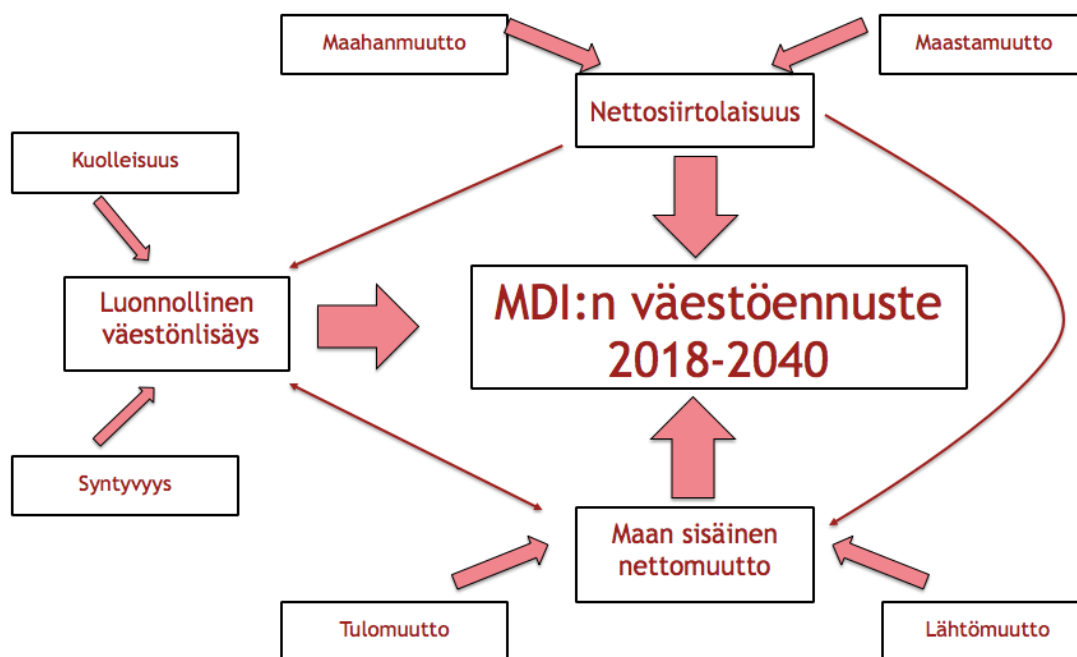 Maahanmuutto
Maastamuutto
Nettosiirtolaisuus
Kuolleisuus
Luonnollinen
väestönlisäys
MDI:n väestöennuste
2018-2040
Syntyvyys
Maan sisäinen
nettomuutto
Tulomuutto
Lähtömuutto